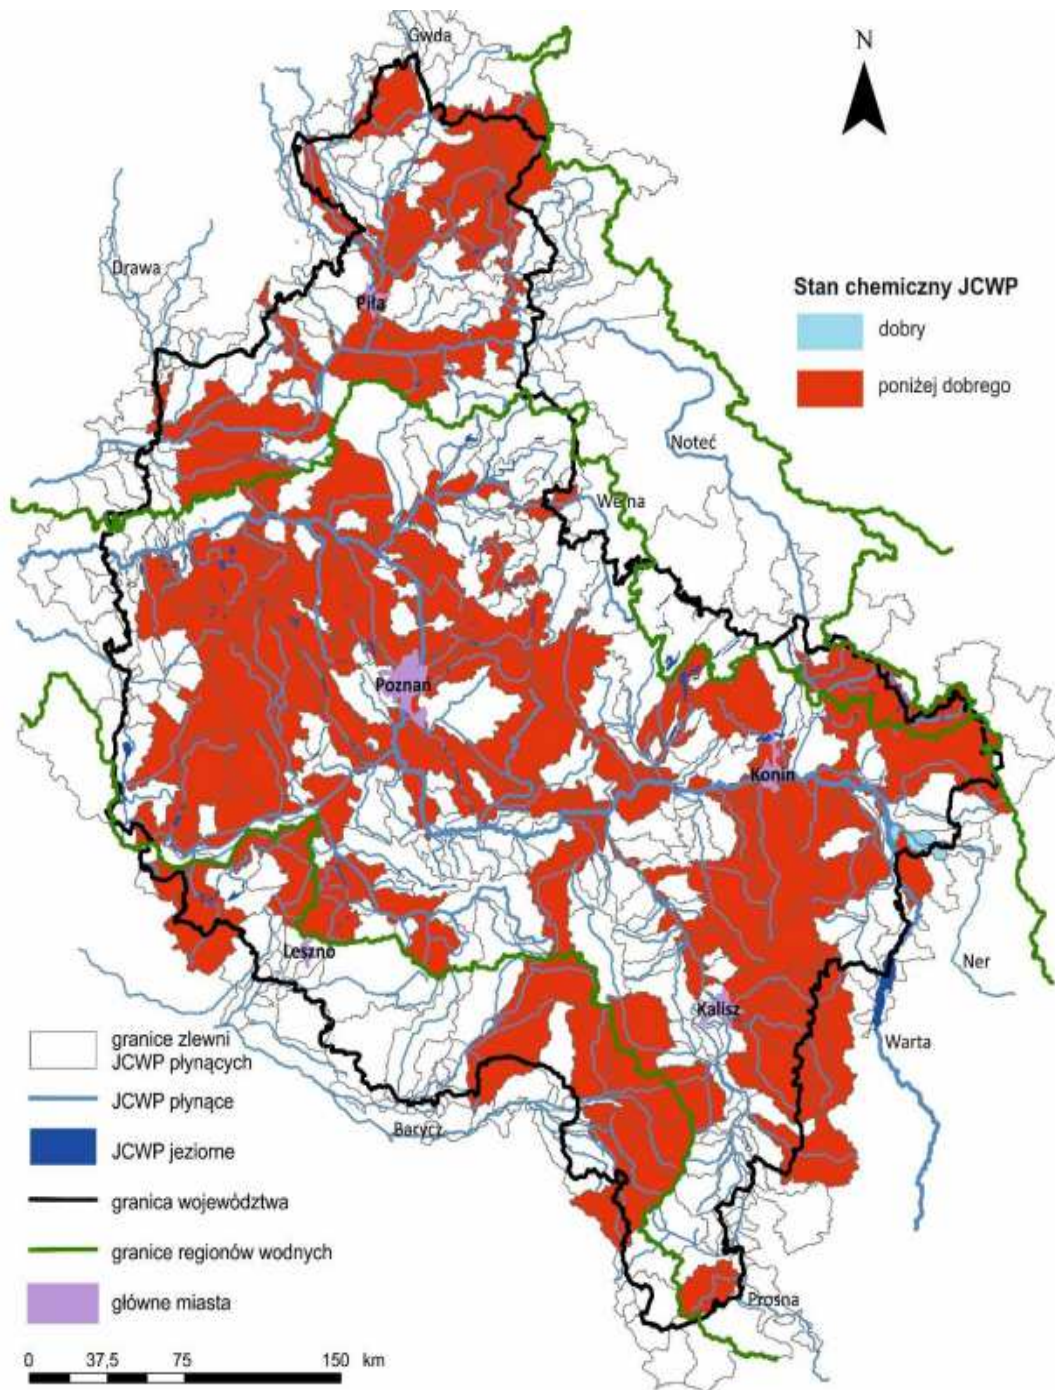 Gwda
N
Drawa
Stan chemiczny JCWP
dobry
Piła
poniżej dobrego
Noteć
Wełna
Poznań
Konin
Leszno
Ner
Kalisz
granice zlewni
JCWP płynących
Warta
JCWP płynące
Barycz
JCWP jeziorne
granica województwa
granice regionów wodnych
główne miasta
Prosna
0 37,5 75 150 km